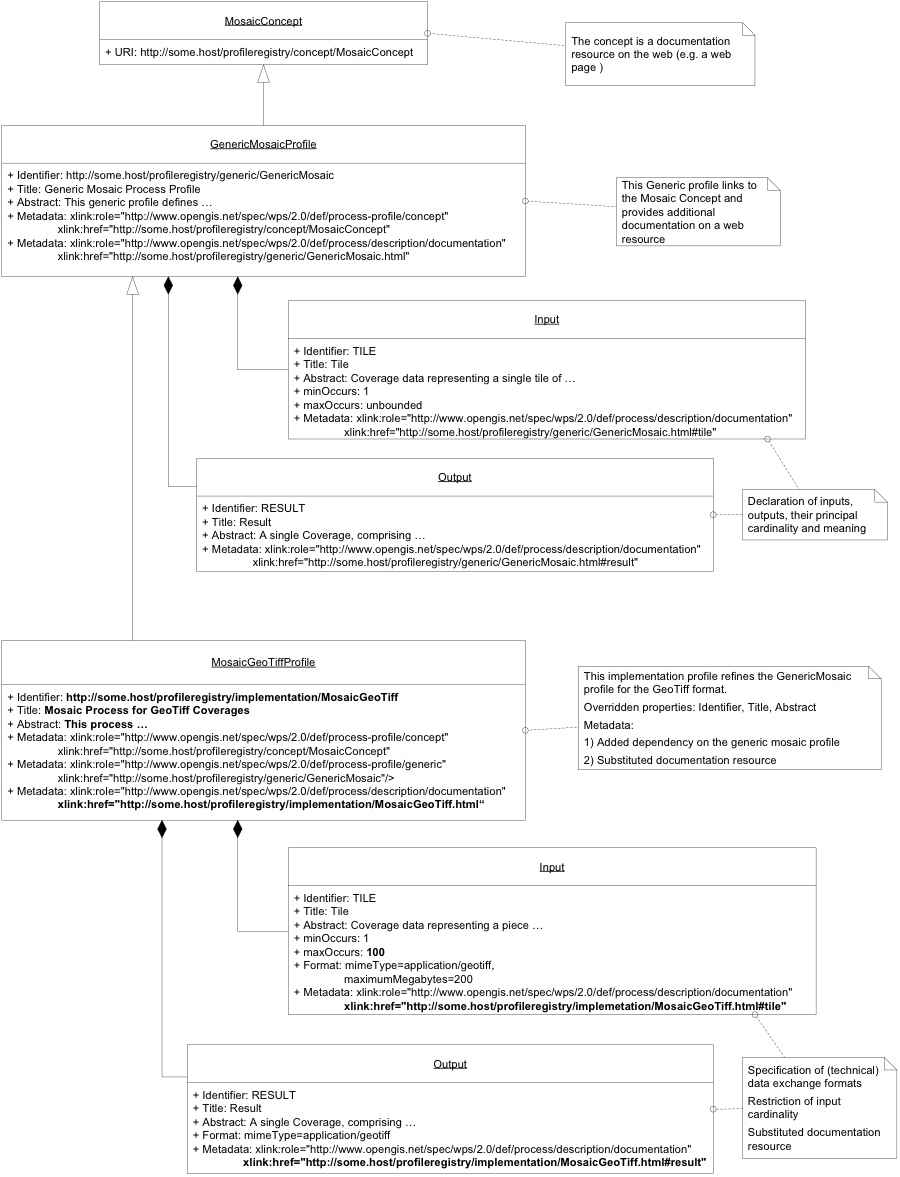 MosaicConcept
+ URI: http://some.host/profileregistry/concept/MosaicConcept
The concept is a documentation
resource on the web (e.g. a web
page )
GenericMosaicProfile
+ Identifier: http://some.host/profileregistry/generic/GenericMosaic
+ Title: Generic Mosaic Process Profile
+ Abstract: This generic profile defines …
+ Metadata: xlink:role="http://www.opengis.net/spec/wps/2.0/def/process-profile/concept"
xlink:href="http://some.host/profileregistry/concept/MosaicConcept"
+ Metadata: xlink:role="http://www.opengis.net/spec/wps/2.0/def/process/description/documentation"
xlink:href="http://some.host/profileregistry/generic/GenericMosaic.html"
This Generic profile links to
the Mosaic Concept and
provides additional
documentation on a web
resource
Input
+ Identifier: TILE
+ Title: Tile
+ Abstract: Coverage data representing a single tile of …
+ minOccurs: 1
+ maxOccurs: unbounded
+ Metadata: xlink:role="http://www.opengis.net/spec/wps/2.0/def/process/description/documentation"
xlink:href="http://some.host/profileregistry/generic/GenericMosaic.html#tile"
Output
+ Identifier: RESULT
+ Title: Result
+ Abstract: A single Coverage, comprising …
+ Metadata: xlink:role="http://www.opengis.net/spec/wps/2.0/def/process/description/documentation"
xlink:href="http://some.host/profileregistry/generic/GenericMosaic.html#result"
Declaration of inputs,
outputs, their principal
cardinality and meaning
MosaicGeoTiffProfile
+ Identifier: http://some.host/profileregistry/implementation/MosaicGeoTiff
+ Title: Mosaic Process for GeoTiff Coverages
+ Abstract: This process …
+ Metadata: xlink:role="http://www.opengis.net/spec/wps/2.0/def/process-profile/concept"
xlink:href="http://some.host/profileregistry/concept/MosaicConcept"
+ Metadata: xlink:role="http://www.opengis.net/spec/wps/2.0/def/process-profile/generic"
xlink:href="http://some.host/profileregistry/generic/GenericMosaic"/>
+ Metadata: xlink:role="http://www.opengis.net/spec/wps/2.0/def/process/description/documentation"
xlink:href="http://some.host/profileregistry/implementation/MosaicGeoTiff.html“
This implementation profile refines the GenericMosaic
profile for the GeoTiff format.
Overridden properties: Identifier, Title, Abstract
Metadata:
1) Added dependency on the generic mosaic profile
2) Substituted documentation resource
Input
+ Identifier: TILE
+ Title: Tile
+ Abstract: Coverage data representing a piece …
+ minOccurs: 1
+ maxOccurs: 100
+ Format: mimeType=application/geotiff,
maximumMegabytes=200
+ Metadata: xlink:role="http://www.opengis.net/spec/wps/2.0/def/process/description/documentation"
xlink:href="http://some.host/profileregistry/implemetation/MosaicGeoTiff.html#tile"
Output
+ Identifier: RESULT
+ Title: Result
+ Abstract: A single Coverage, comprising …
+ Format: mimeType=application/geotiff
+ Metadata: xlink:role="http://www.opengis.net/spec/wps/2.0/def/process/description/documentation"
xlink:href="http://some.host/profileregistry/implementation/MosaicGeoTiff.html#result"
Specification of (technical)
data exchange formats
Restriction of input
cardinality
Substituted documentation
resource